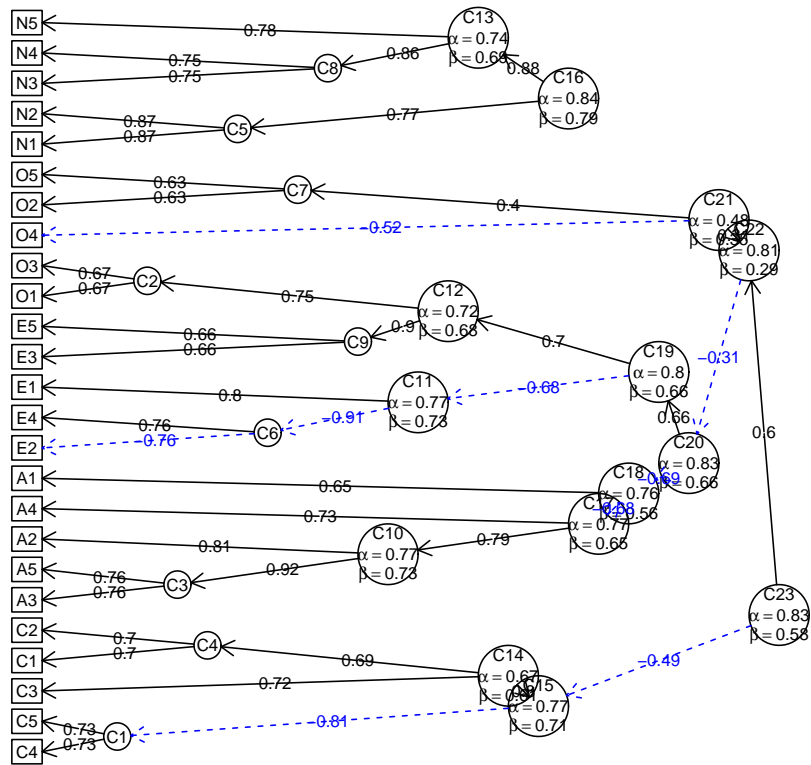 N5
N4
N3
N2
N1
O5
O2
O4
O3
O1
E5
E3
E1
E4
E2
A1
A4
A2
A5
A3
C2
C1
C3
C5
C4
0.78
0.75
0.75
0.87
0.87
0.63
0.63
−0.52
0.67
0.67
0.66
0.66
0.8
0.76
−0.76
0.65
0.73
0.81
0.76
0.76
0.7
0.7
0.72
0.73
0.73
C8
C5
C7
C2
C9
C6
C3
C4
C1
0.86
0.88
0.77
0.4
0.75
0.9
0.7
−0.68
−0.91
0.66
−0.31
0.6
−0.69
0.79
0.92
0.69
−0.81
−0.49
C13
α = 0.74
β = 0.69
C16
α = 0.84
β = 0.79
C21
α = 0.48
C22
α = 0.81
β = 0.29
C12
α = 0.72
β = 0.68
C19
α = 0.8
β = 0.66
C11
α = 0.77
β = 0.73
C20
α = 0.83
β = 0.66
C18
α = 0.76
α = 0.77
β = 0.65
C10
α = 0.77
β = 0.73
C23
α = 0.83
β = 0.58
C14
α = 0.67
α = 0.77
β = 0.71